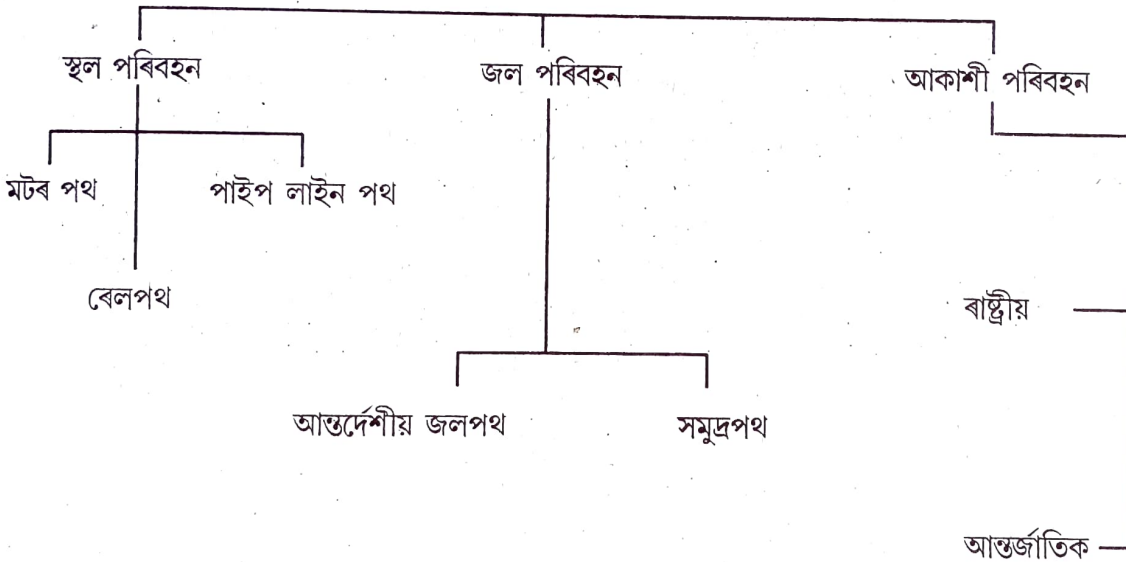 স্থল পৰিবহন
জল পৰিবহন
আকাশী পৰিবহন
মটৰ পথ
পাইপ লাইন পথ
ৰেলপথ
ৰাষ্ট্ৰীয়
আন্তৰ্দেশীয় জলপথ
সমুদ্ৰপথ
আন্তৰ্জাতিক